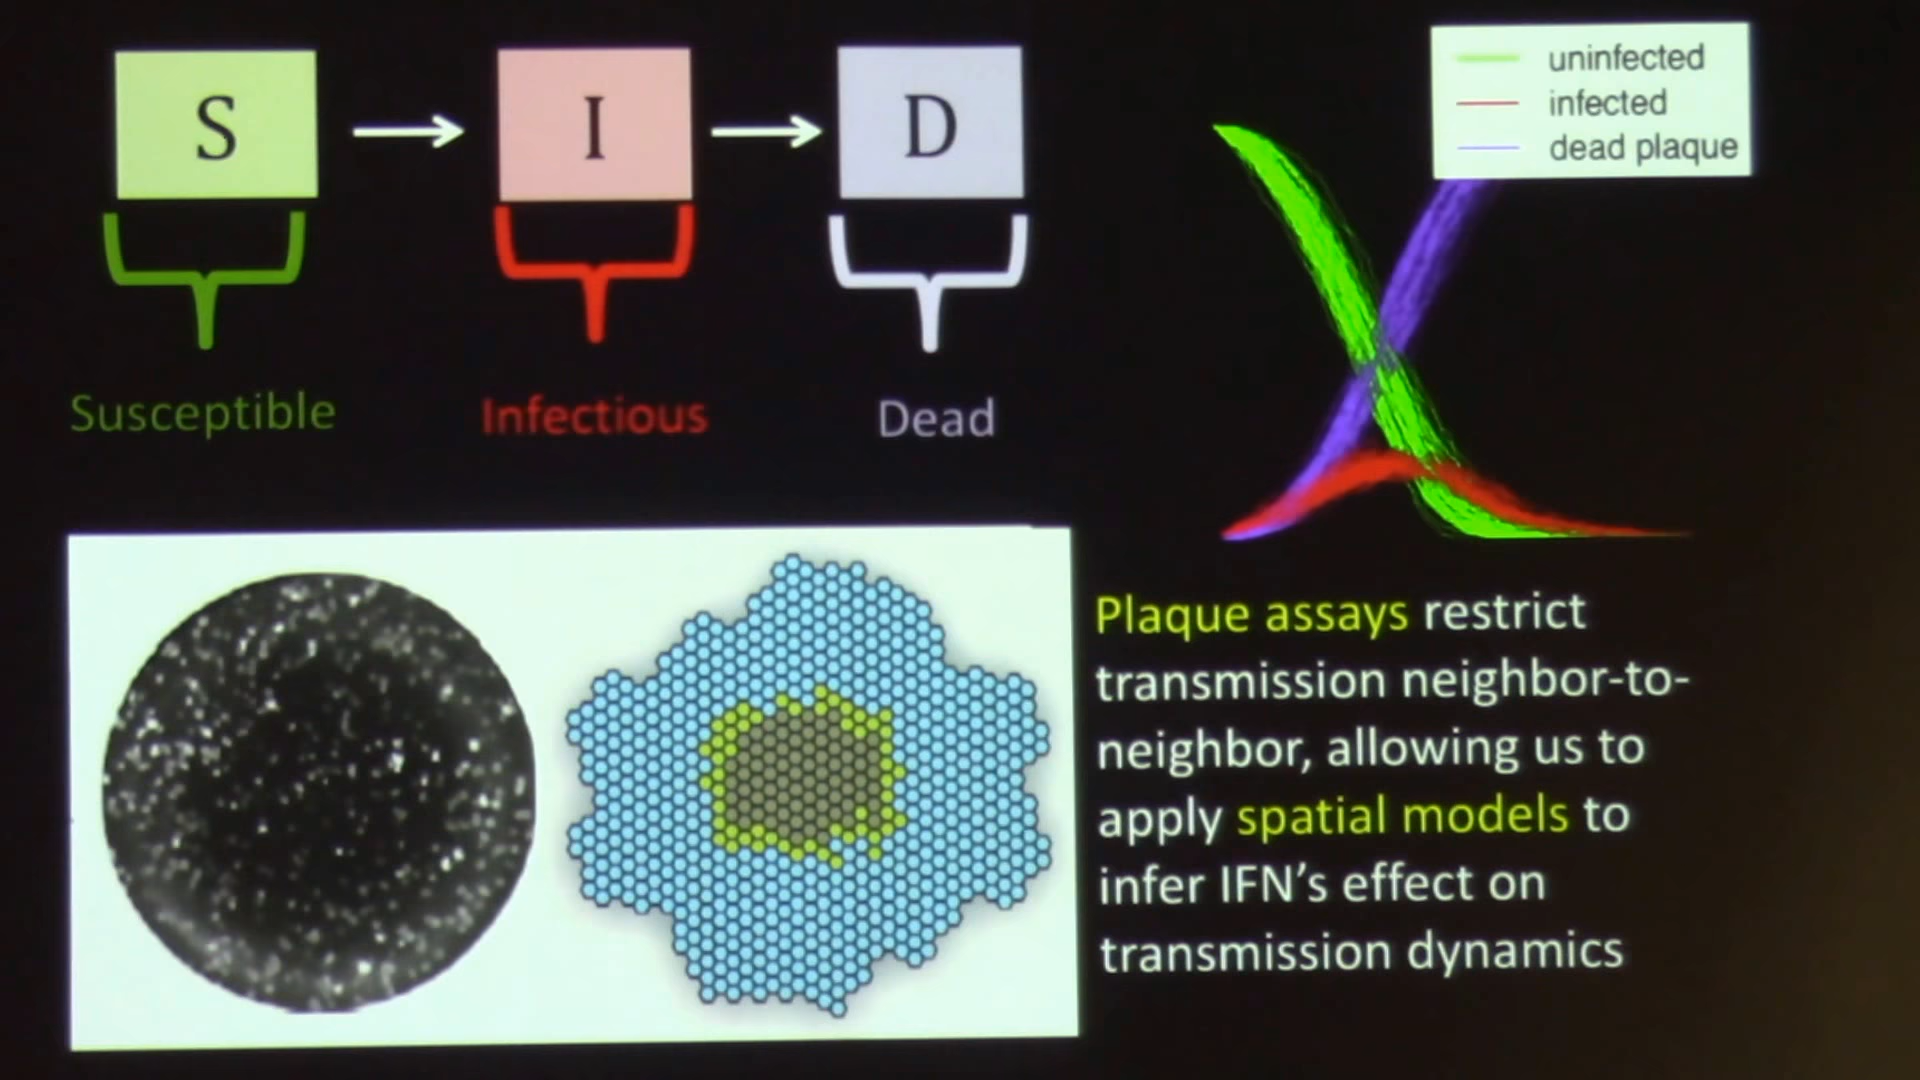 S
I
D
Susceptible
Infectious
Dead
uninfected
infected
dead plaque
Plaque assays restrict
transmission neighbor-to-
neighbor, allowing us to
apply spatial models to
infer IFN’s effect on
transmission dynamics